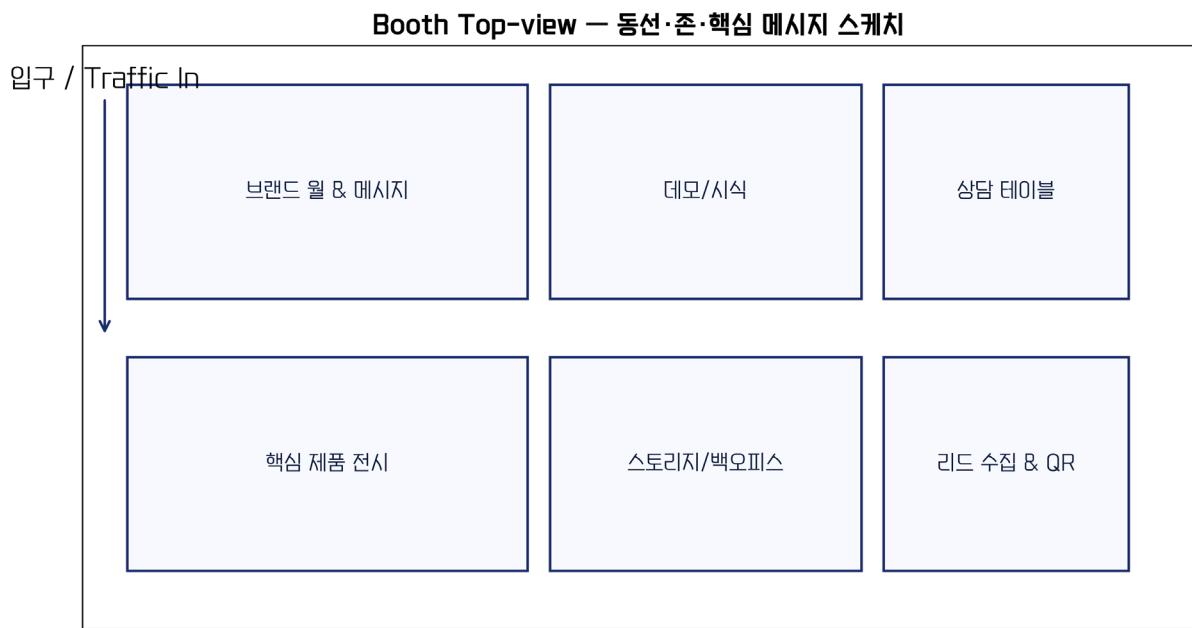 Booth Top-view — 동선·존·핵심 메시지 스케치
입구 / Traffic In
브랜드 월 & 메시지
데모/시식
상담 테이블
핵심 제품 전시
스토리지/백오피스
리드 수집 & QR